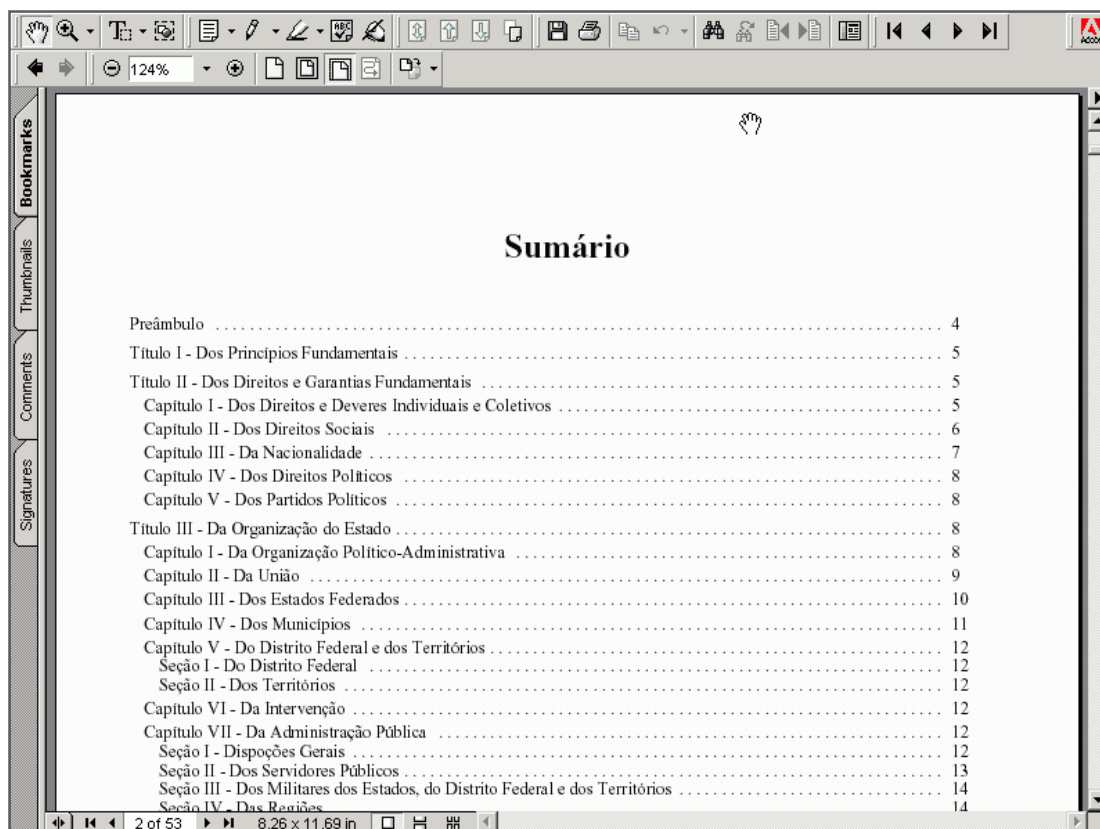 ABC
Adobe
124%
Bookmarks
Thumbnails
Comments
Signatures
Sumário
Preâmbulo ........ 4
Título I - Dos Princípios Fundamentais ........ 5
Título II - Dos Direitos e Garantias Fundamentais ........ 5
Capítulo I - Dos Direitos e Deveres Individuais e Coletivos ........ 5
Capítulo II - Dos Direitos Sociais ........ 6
Capítulo III - Da Nacionalidade ........ 7
Capítulo IV - Dos Direitos Políticos ........ 8
Capítulo V - Dos Partidos Políticos ........ 8
Título III - Da Organização do Estado ........ 8
Capítulo I - Da Organização Político-Administrativa ........ 8
Capítulo II - Da União ........ 9
Capítulo III - Dos Estados Federados ........ 10
Capítulo IV - Dos Municípios ........ 11
Capítulo V - Do Distrito Federal e dos Territórios ........ 12
Seção I - Do Distrito Federal ........ 12
Seção II - Dos Territórios ........ 12
Capítulo VI - Da Intervenção ........ 12
Capítulo VII - Da Administração Pública ........ 12
Seção I - Dispoções Gerais ........ 12
Seção II - Dos Servidores Públicos ........ 13
Seção III - Dos Militares dos Estados, do Distrito Federal e dos Territórios ........ 14
Seção IV - Das Regiões ........ 14
2 of 53 8.26 x 11.69 in